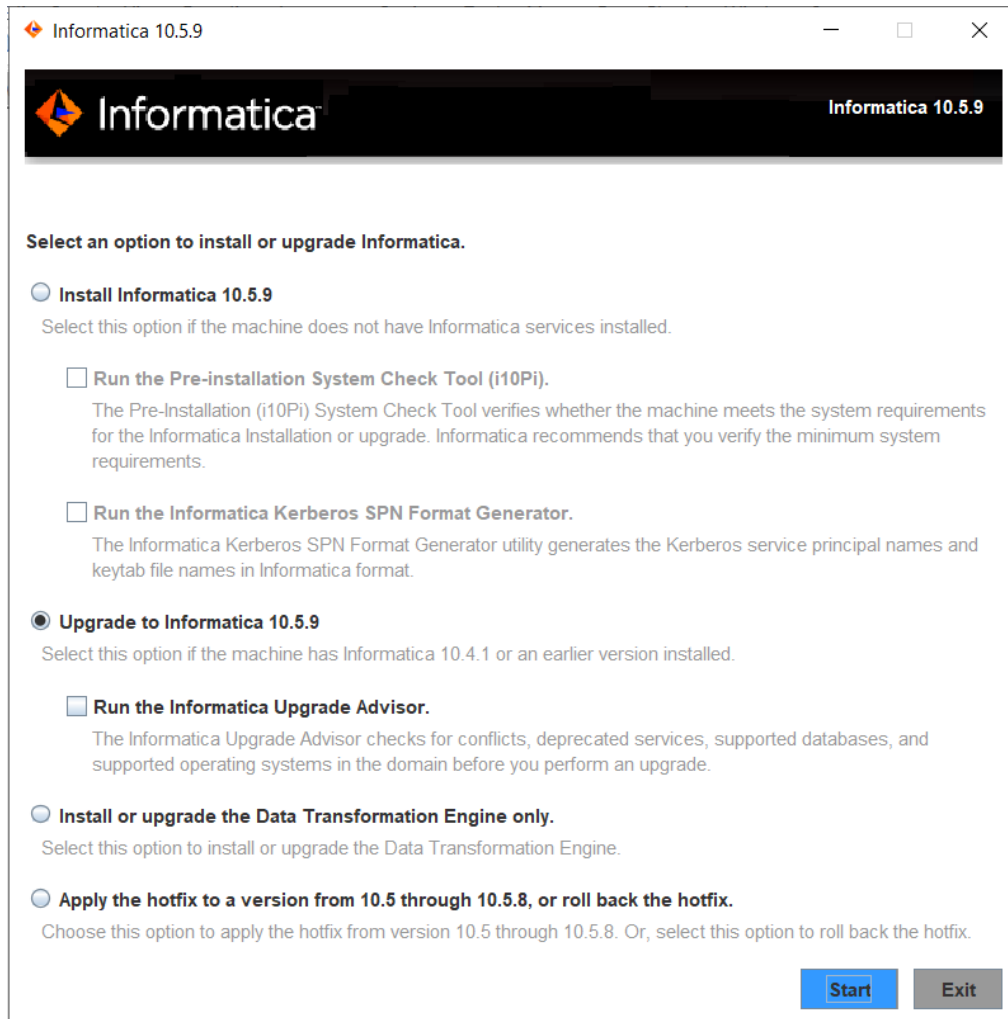 Informatica 10.5.9
Informatica
Informatica 10.5.9
Select an option to install or upgrade Informatica.
Install Informatica 10.5.9
Select this option if the machine does not have Informatica services installed.
Run the Pre-installation System Check Tool (i10Pi).
The Pre-Installation (i10Pi) System Check Tool verifies whether the machine meets the system requirements
for the Informatica Installation or upgrade. Informatica recommends that you verify the minimum system
requirements.
Run the Informatica Kerberos SPN Format Generator.
The Informatica Kerberos SPN Format Generator utility generates the Kerberos service principal names and
keytab file names in Informatica format.
Upgrade to Informatica 10.5.9
Select this option if the machine has Informatica 10.4.1 or an earlier version installed.
Run the Informatica Upgrade Advisor.
The Informatica Upgrade Advisor checks for conflicts, deprecated services, supported databases, and
supported operating systems in the domain before you perform an upgrade.
Install or upgrade the Data Transformation Engine only.
Select this option to install or upgrade the Data Transformation Engine.
Apply the hotfix to a version from 10.5 through 10.5.8, or roll back the hotfix.
Choose this option to apply the hotfix from version 10.5 through 10.5.8. Or, select this option to roll back the hotfix.
Start
Exit